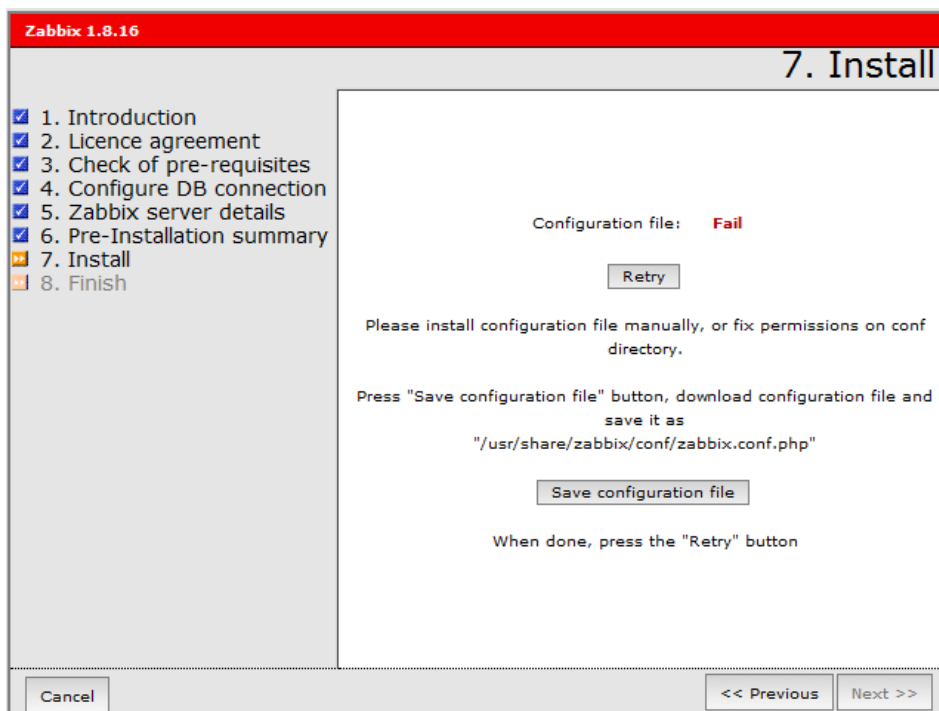 Zabbix 1.8.16
7. Install
1. Introduction
2. Licence agreement
3. Check of pre-requisites
4. Configure DB connection
5. Zabbix server details
6. Pre-Installation summary
7. Install
8. Finish
Configuration file: Fail
Retry
Please install configuration file manually, or fix permissions on conf
directory.
Press "Save configuration file" button, download configuration file and
save it as
"/usr/share/zabbix/conf/zabbix.conf.php"
Save configuration file
When done, press the "Retry" button
Cancel
<< Previous
Next >>